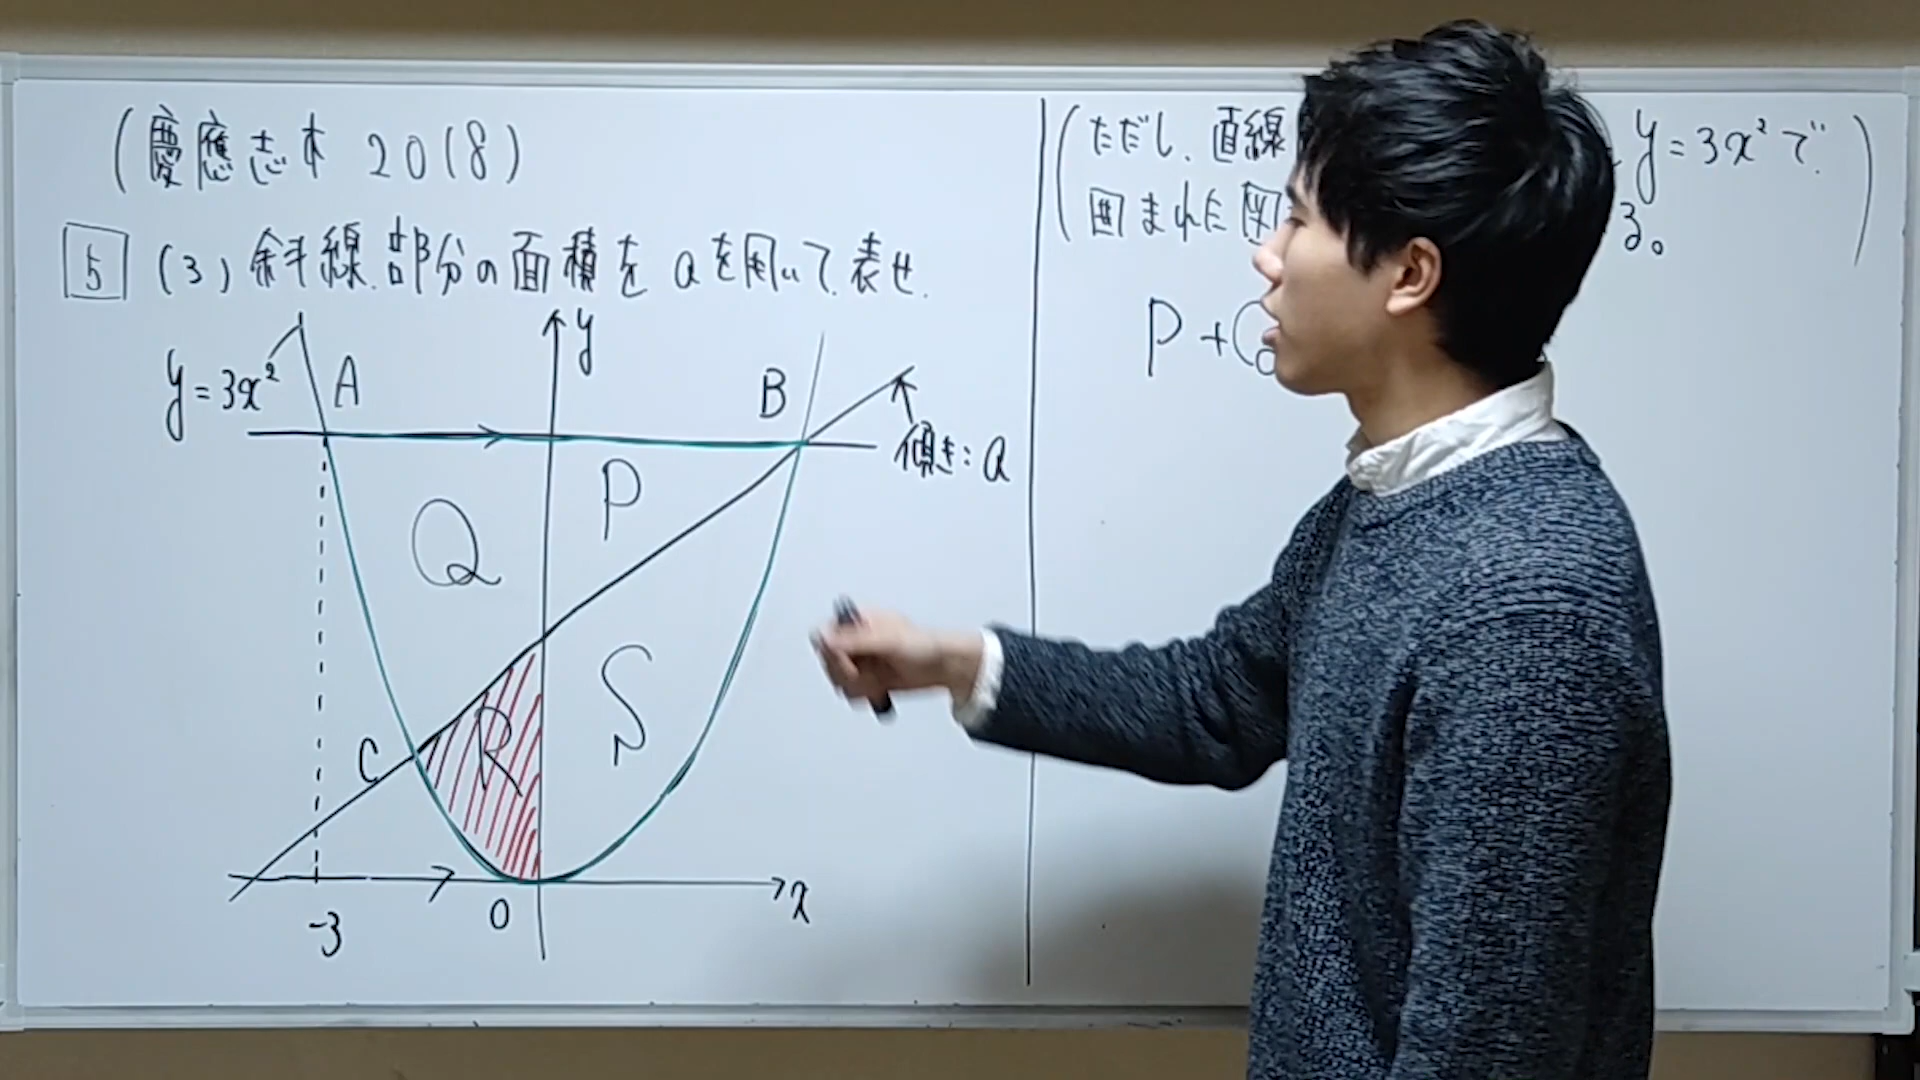 (慶應志木 2018)
5 (3) 斜線部分の面積をaを用いて表せ.
y=3x²
A
y
B
傾き:a
Q
P
R
S
C
-3
0
x
(ただし、直線 y=3x²で
囲まれた図 る。)
P+Q